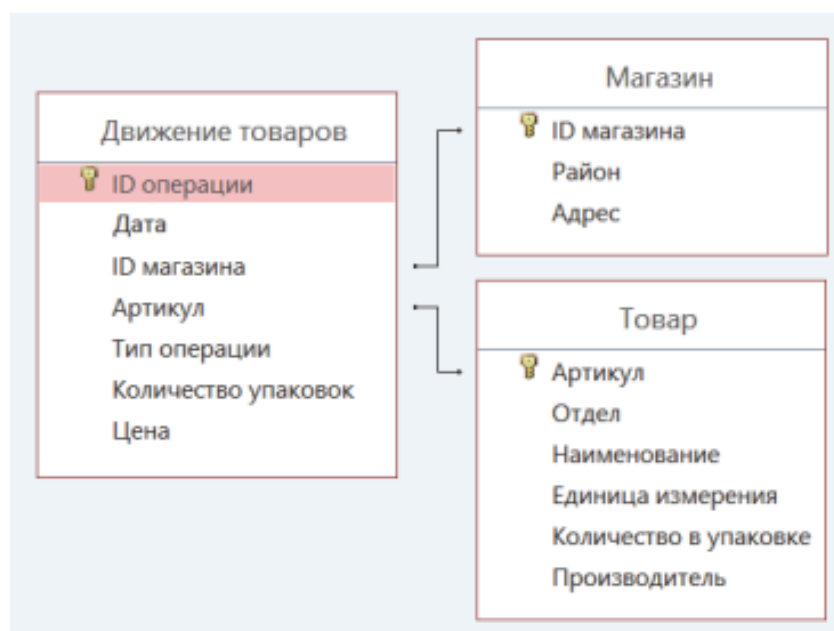 Движение товаров
ID операции
Дата
ID магазина
Артикул
Тип операции
Количество упаковок
Цена
Магазин
ID магазина
Район
Адрес
Товар
Артикул
Отдел
Наименование
Единица измерения
Количество в упаковке
Производитель